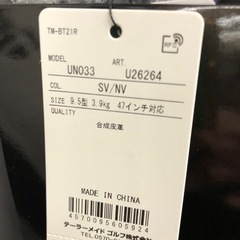 TM-BT21R
RFID
MODEL ART.
UN033 U26264
COL. SV/NV
SIZE 9.5型 3.9kg 47インチ対応
QUALITY
合成皮革
MADE IN CHINA
4570095605924
テーラーメイド ゴルフ株式会社